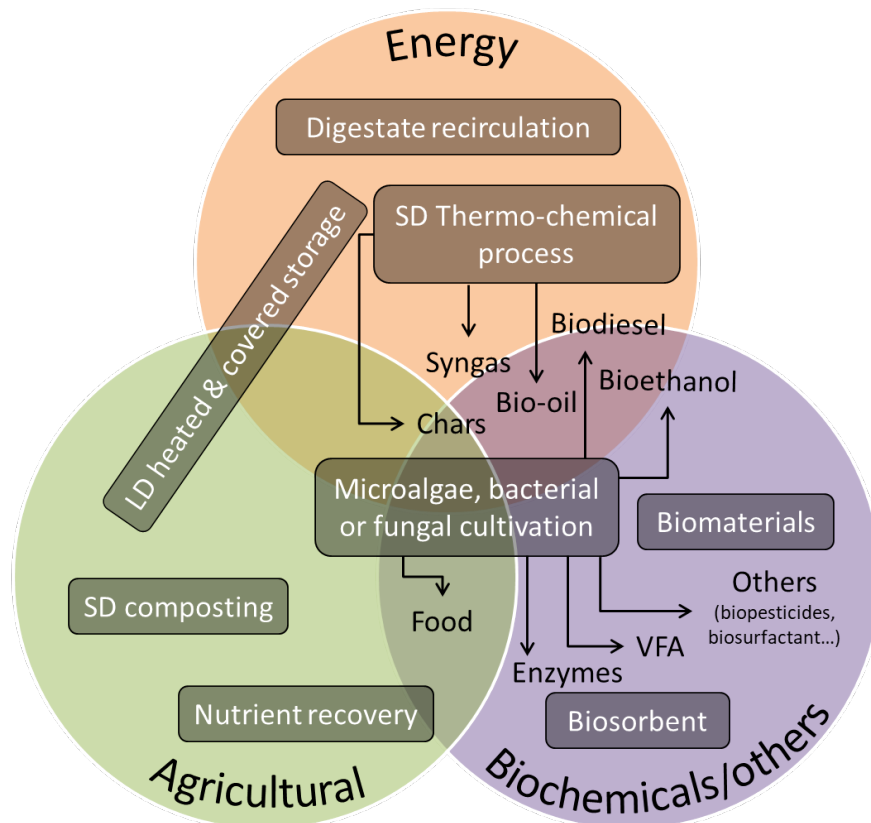 Energy
Digestate recirculation
SD Thermo-chemical
process
LD heated & covered storage
Biodiesel
Syngas
Bioethanol
Bio-oil
Chars
Microalgae, bacterial
or fungal cultivation
Biomaterials
Others
(biopesticides,
biosurfactant...)
SD composting
Food
VFA
Enzymes
Nutrient recovery
Biosorbent
Agricultural
Biochemicals/others